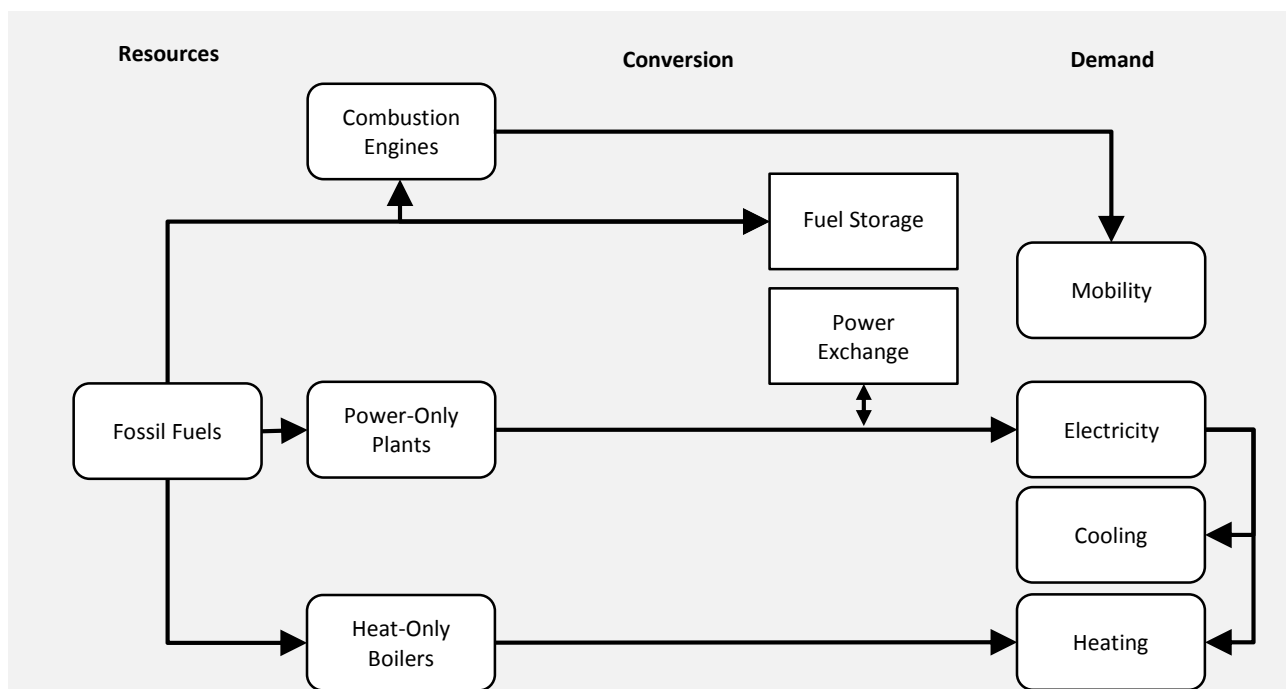 Resources
Conversion
Demand
Combustion
Engines
Fuel Storage
Mobility
Power
Exchange
Fossil Fuels
Power-Only
Plants
Electricity
Cooling
Heat-Only
Boilers
Heating